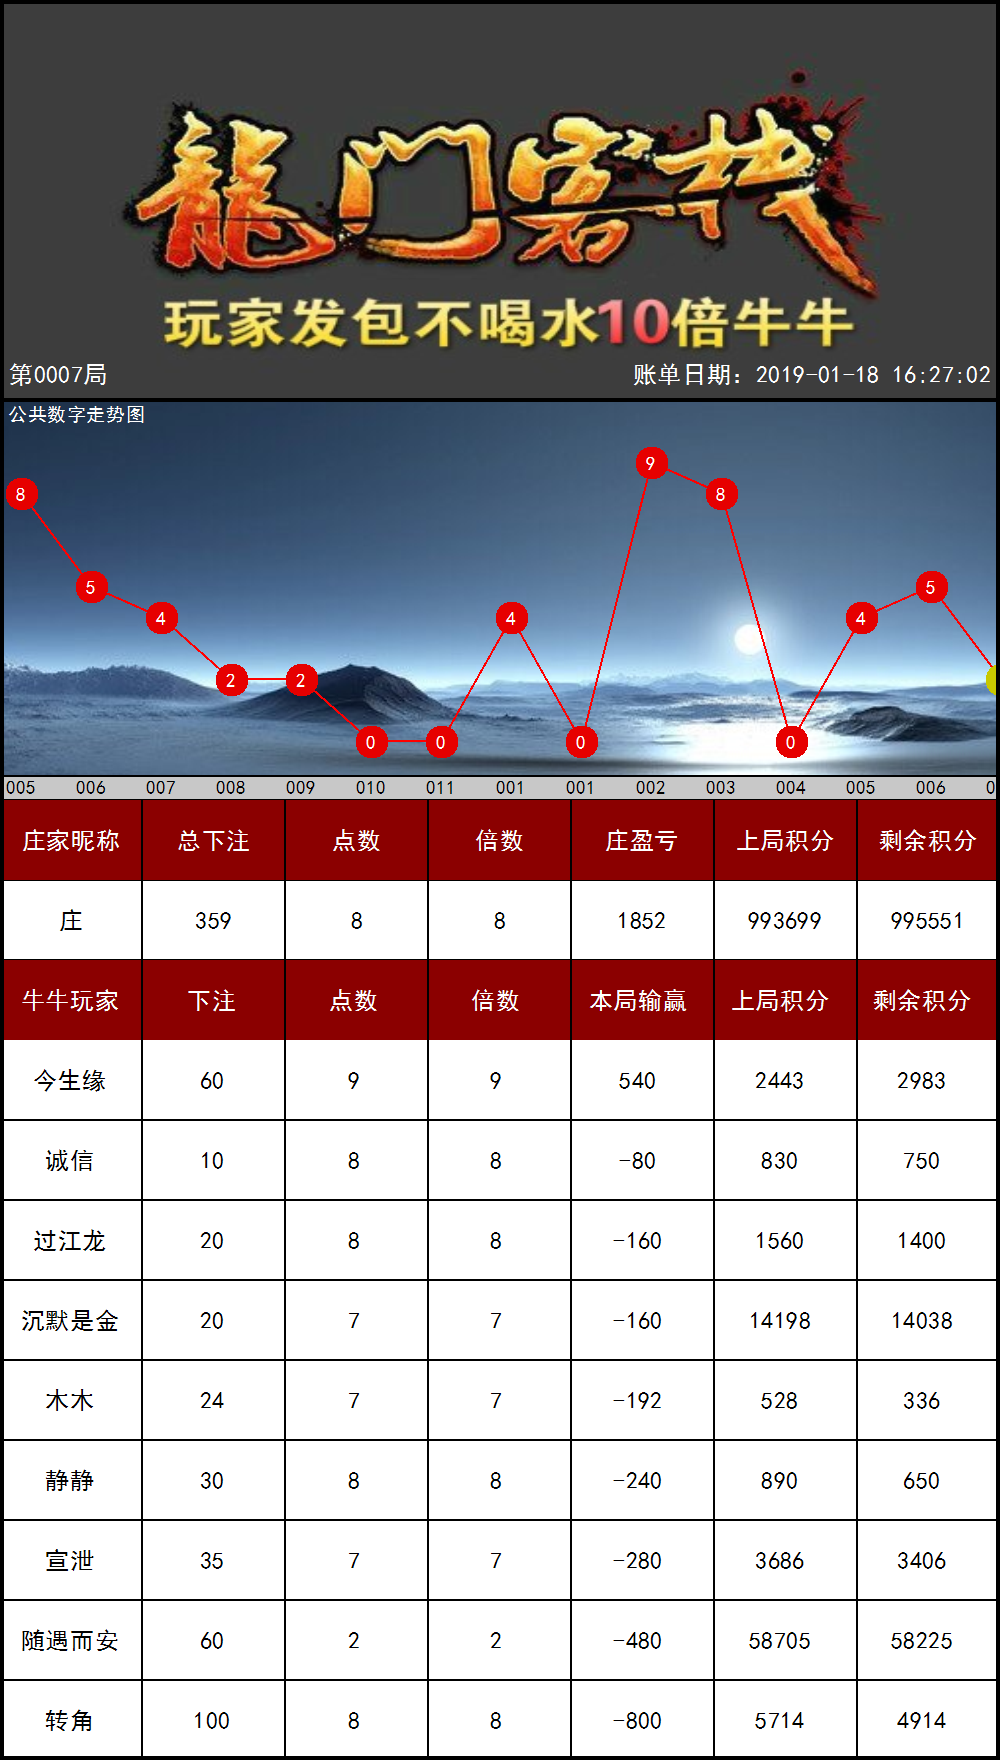 龍门客栈
玩家发包不喝水10倍牛牛
第0007局 账单日期：2019-01-18 16:27:02
公共数字走势图
9
8 8
5 5
4 4 4
2 2
0 0 0 0
005 006 007 008 009 010 011 001 001 002 003 004 005 006 0
庄家昵称 总下注 点数 倍数 庄盈亏 上局积分 剩余积分
庄 359 8 8 1852 993699 995551
牛牛玩家 下注 点数 倍数 本局输赢 上局积分 剩余积分
今生缘 60 9 9 540 2443 2983
诚信 10 8 8 -80 830 750
过江龙 20 8 8 -160 1560 1400
沉默是金 20 7 7 -160 14198 14038
木木 24 7 7 -192 528 336
静静 30 8 8 -240 890 650
宣泄 35 7 7 -280 3686 3406
随遇而安 60 2 2 -480 58705 58225
转角 100 8 8 -800 5714 4914